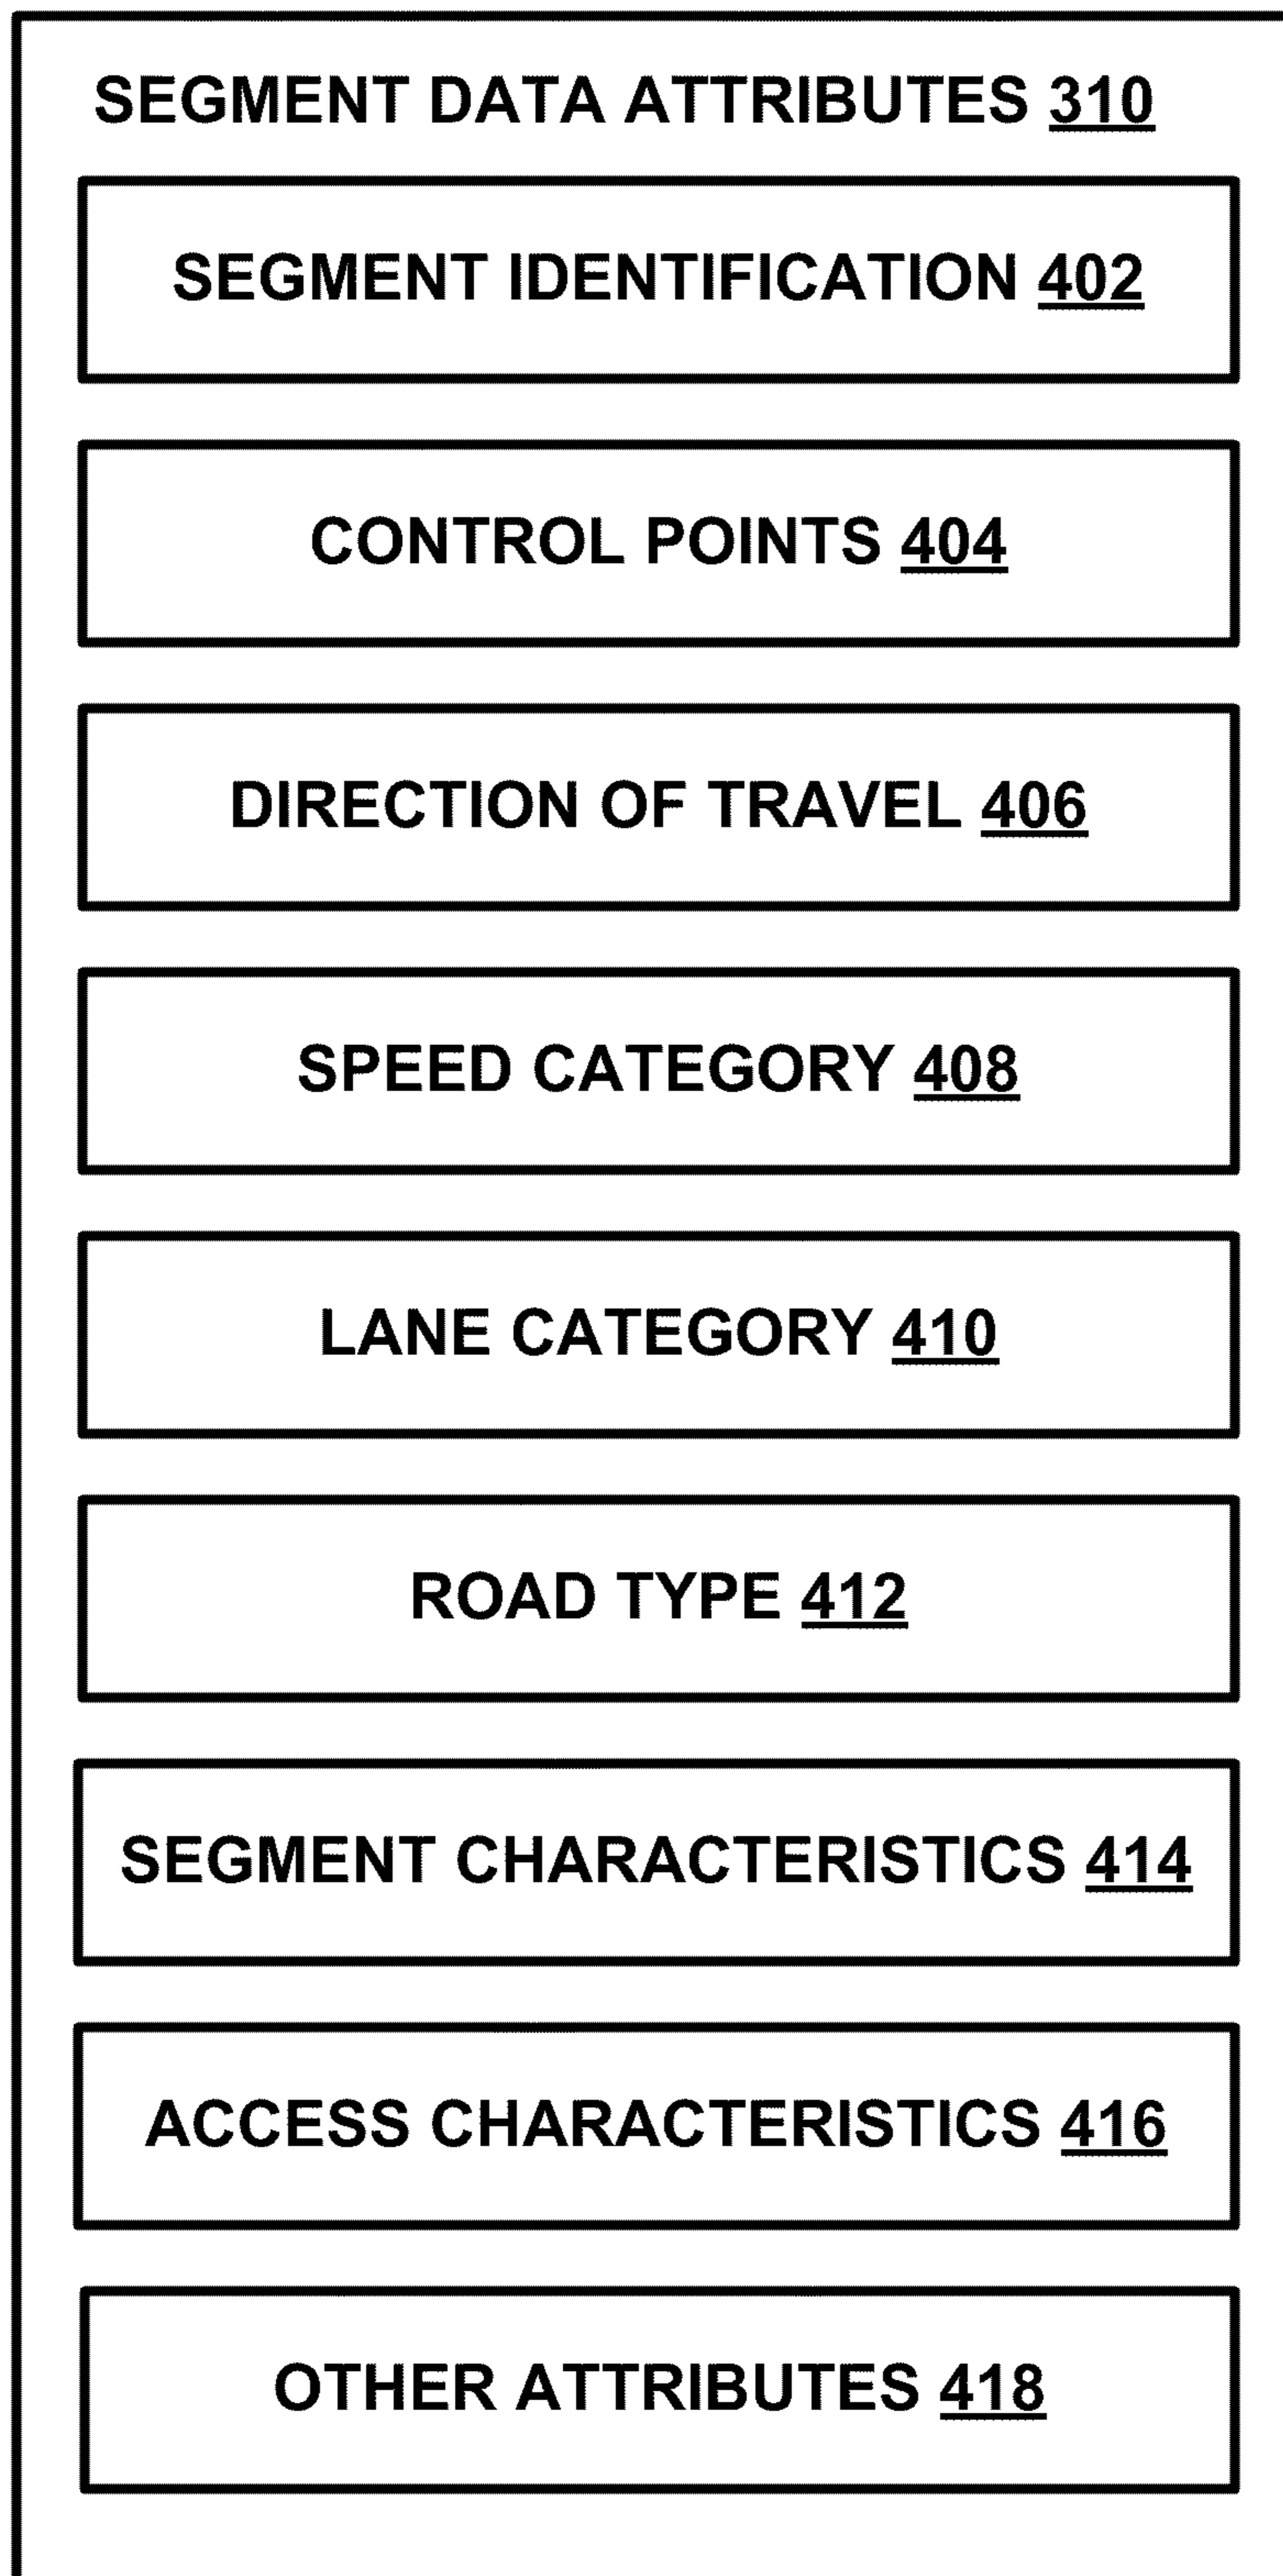 SEGMENT DATA ATTRIBUTES 310
SEGMENT IDENTIFICATION 402
CONTROL POINTS 404
DIRECTION OF TRAVEL 406
SPEED CATEGORY 408
LANE CATEGORY 410
ROAD TYPE 412
SEGMENT CHARACTERISTICS 414
ACCESS CHARACTERISTICS 416
OTHER ATTRIBUTES 418